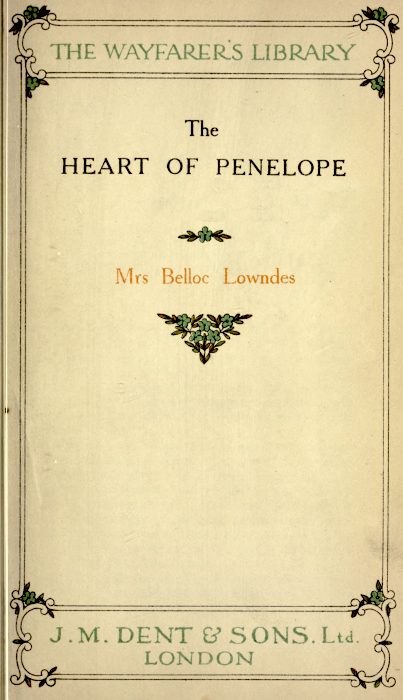 THE WAYFARER'S LIBRARY
The
HEART OF PENELOPE
Mrs Belloc Lowndes
J. M. DENT & SONS. Ltd.
LONDON